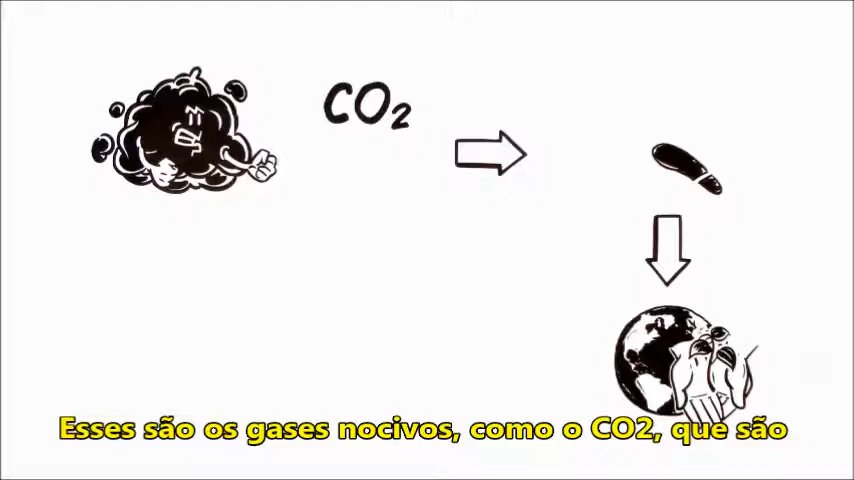 CO2
Esses são os gases nocivos, como o CO2, que são